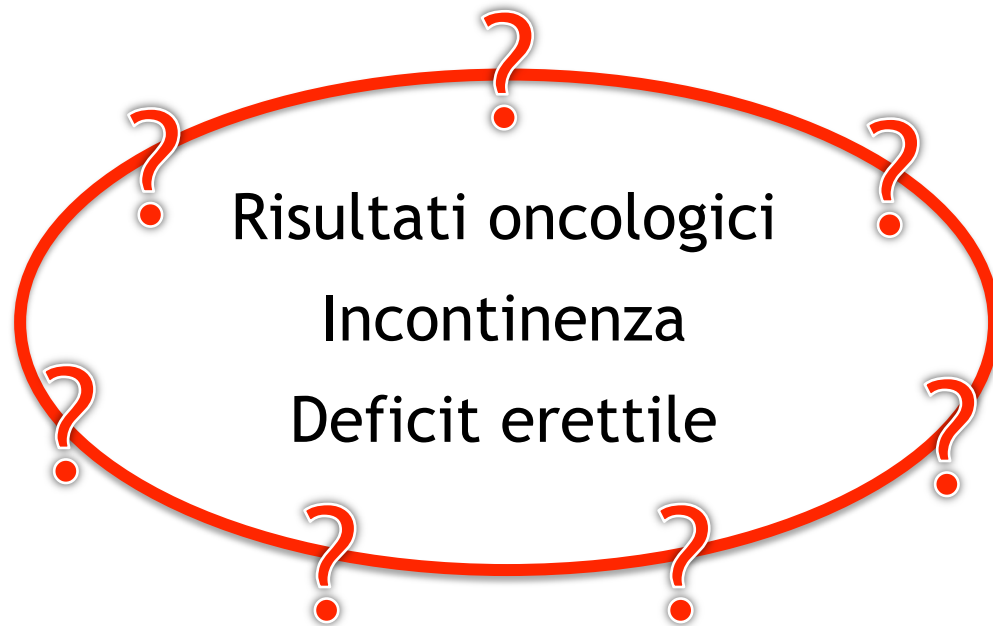 ?
? ?
Risultati oncologici
Incontinenza
Deficit erettile
? ?
? ?